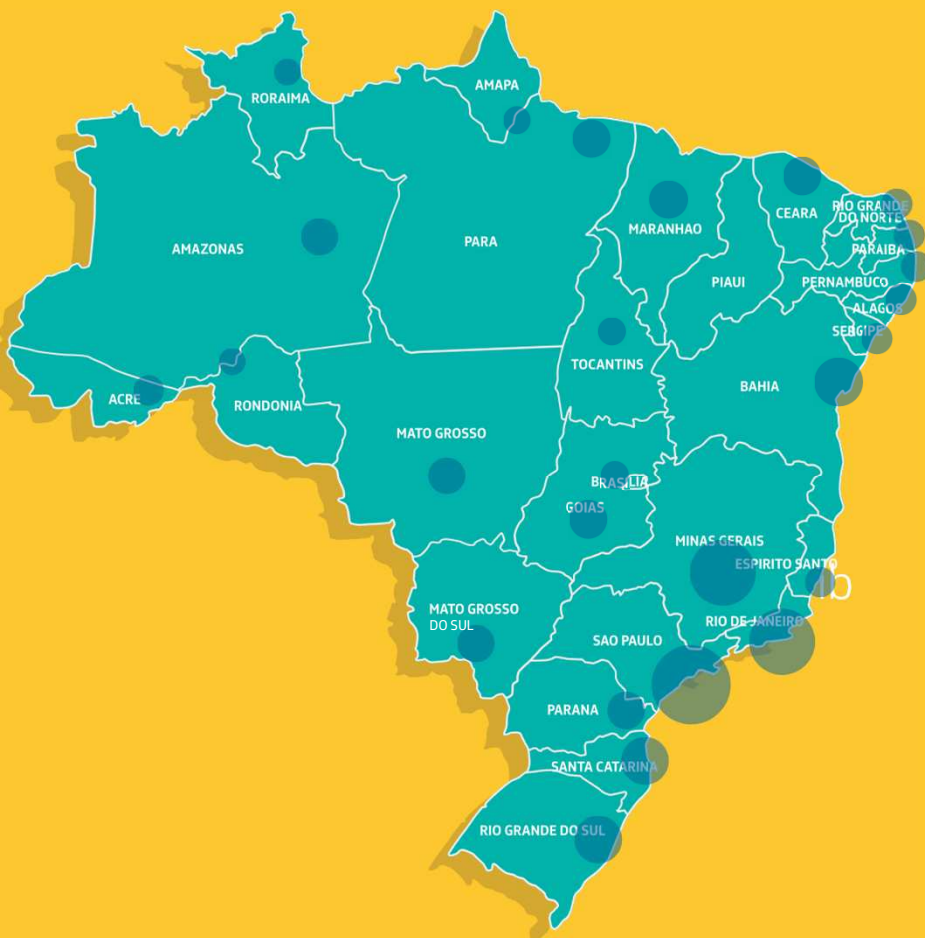 AMAPA
RORAIMA
RIO GRANDE
DO NORTE
CEARA
MARANHAO
PARA
AMAZONAS
PARAIBA
PIAUI
PERNAMBUCO
ALAGOS
SERGIPE
TOCANTINS
BAHIA
ACRE
RONDONIA
MATO GROSSO
BRASILIA
GOIAS
MINAS GERAIS
ESPIRITO SANTO
MATO GROSSO
DO SUL
RIO DE JANEIRO
SAO PAULO
PARANA
SANTA CATARINA
RIO GRANDE DO SUL